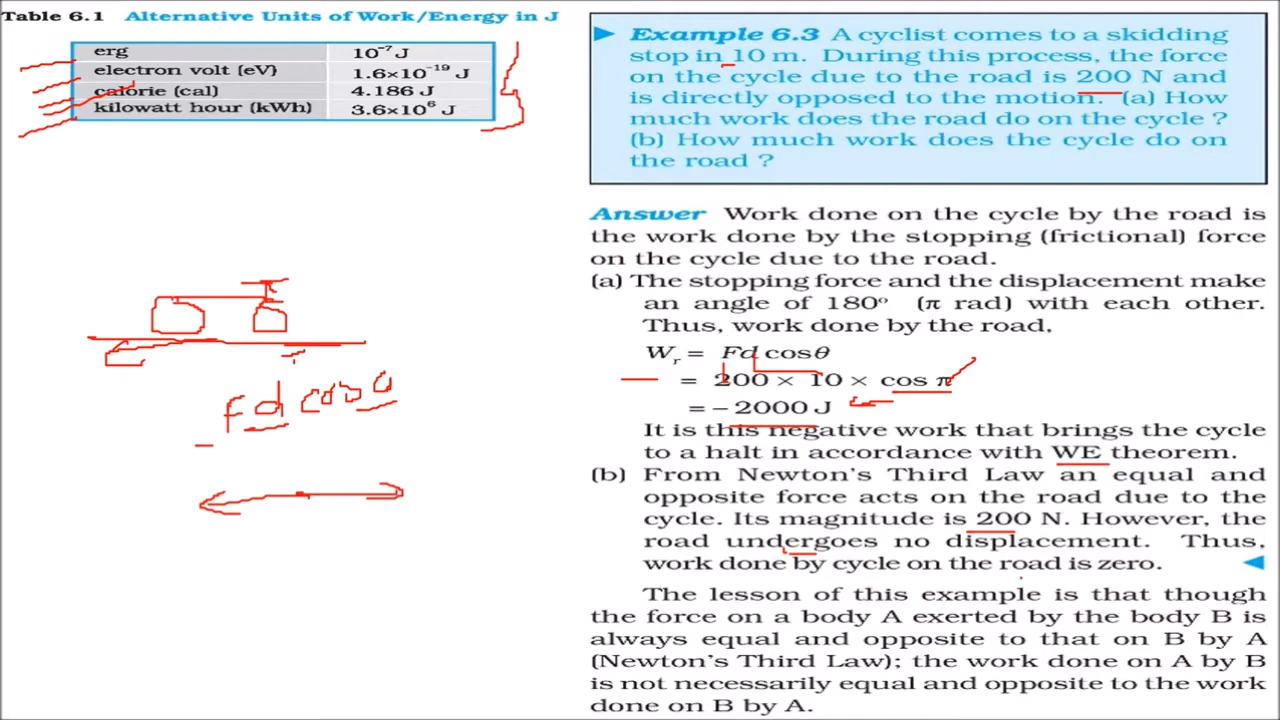 Table 6.1 Alternative Units of Work/Energy in J
erg 10⁻⁷ J
electron volt (eV) 1.6×10⁻¹⁹ J
calorie (cal) 4.186 J
kilowatt hour (kWh) 3.6×10⁶ J
Fd cos θ
▶ Example 6.3 A cyclist comes to a skidding
stop in 10 m. During this process, the force
on the cycle due to the road is 200 N and
is directly opposed to the motion. (a) How
much work does the road do on the cycle ?
(b) How much work does the cycle do on
the road ?
Answer Work done on the cycle by the road is
the work done by the stopping (frictional) force
on the cycle due to the road.
(a) The stopping force and the displacement make
an angle of 180° (π rad) with each other.
Thus, work done by the road,
Wᵣ = Fd cosθ
= 200 × 10 × cos π
= – 2000 J
It is this negative work that brings the cycle
to a halt in accordance with WE theorem.
(b) From Newton's Third Law an equal and
opposite force acts on the road due to the
cycle. Its magnitude is 200 N. However, the
road undergoes no displacement. Thus,
work done by cycle on the road is zero. ◀
The lesson of this example is that though
the force on a body A exerted by the body B is
always equal and opposite to that on B by A
(Newton's Third Law); the work done on A by B
is not necessarily equal and opposite to the work
done on B by A.